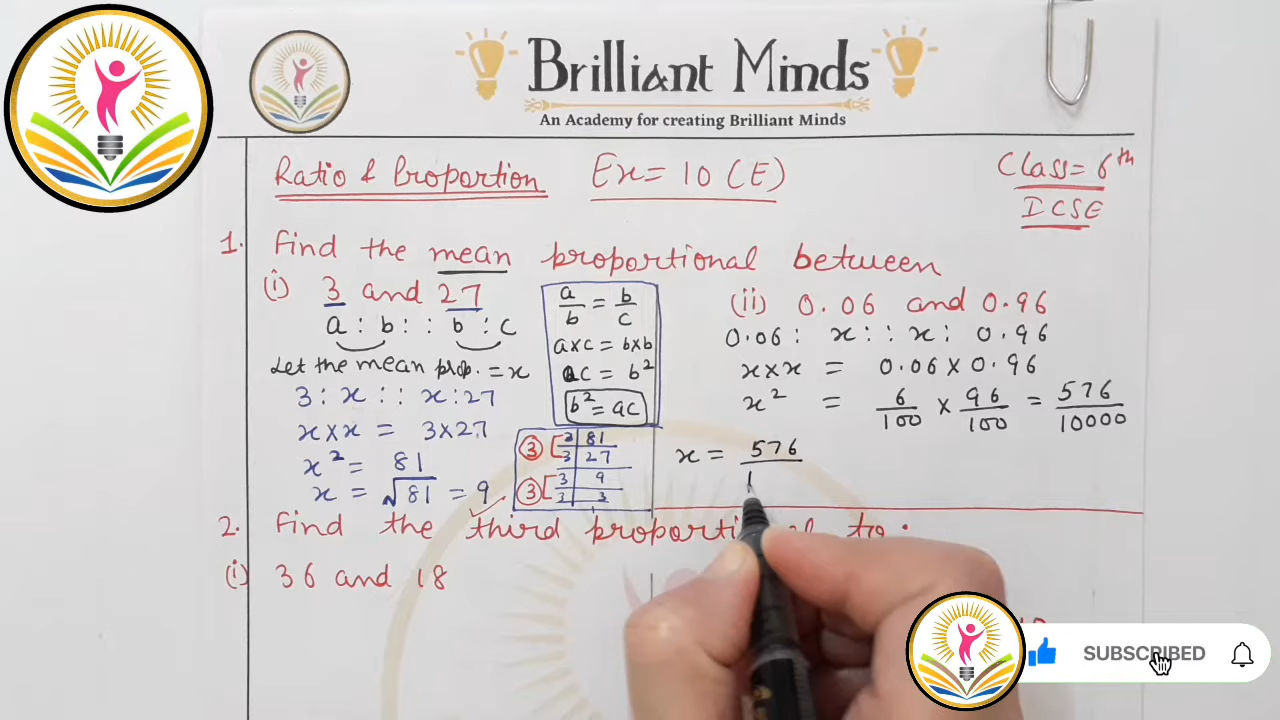 Brilliant Minds
An Academy for creating Brilliant Minds
Ratio & Proportion Ex = 10 (E) Class = 6th
ICSE
1. Find the mean proportional between
(i) 3 and 27
a : b : : b : c
Let the mean prop. = x
3 : x : : x : 27
x × x = 3 × 27
x² = 81
x = √81 = 9
a/b = b/c
a×c = b×b
ac = b²
b² = ac
3 | 81
3 | 27
3 | 9
3 | 3
1
3
3
(ii) 0.06 and 0.96
0.06 : x : : x : 0.96
x × x = 0.06 × 0.96
x² = 6/100 × 96/100 = 576/10000
x = 576/1
2. Find the third proportional to.
(i) 36 and 18
SUBSCRIBED